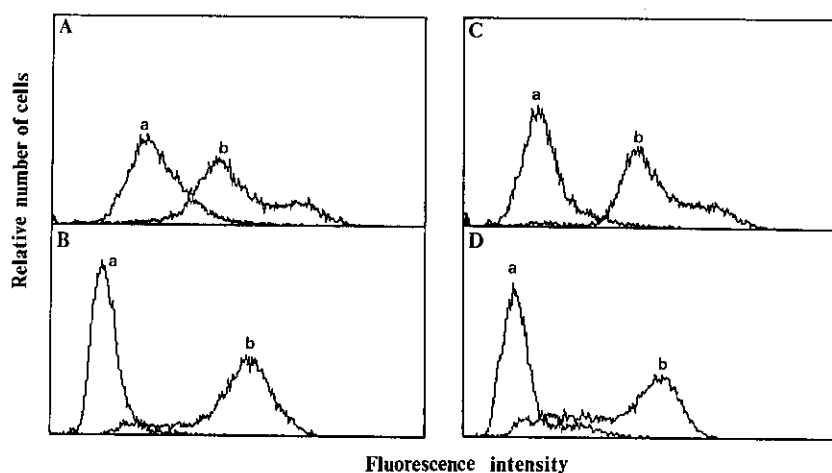 A
a
b
C
a
b
B
a
b
D
a
b
Relative number of cells
Fluorescence intensity